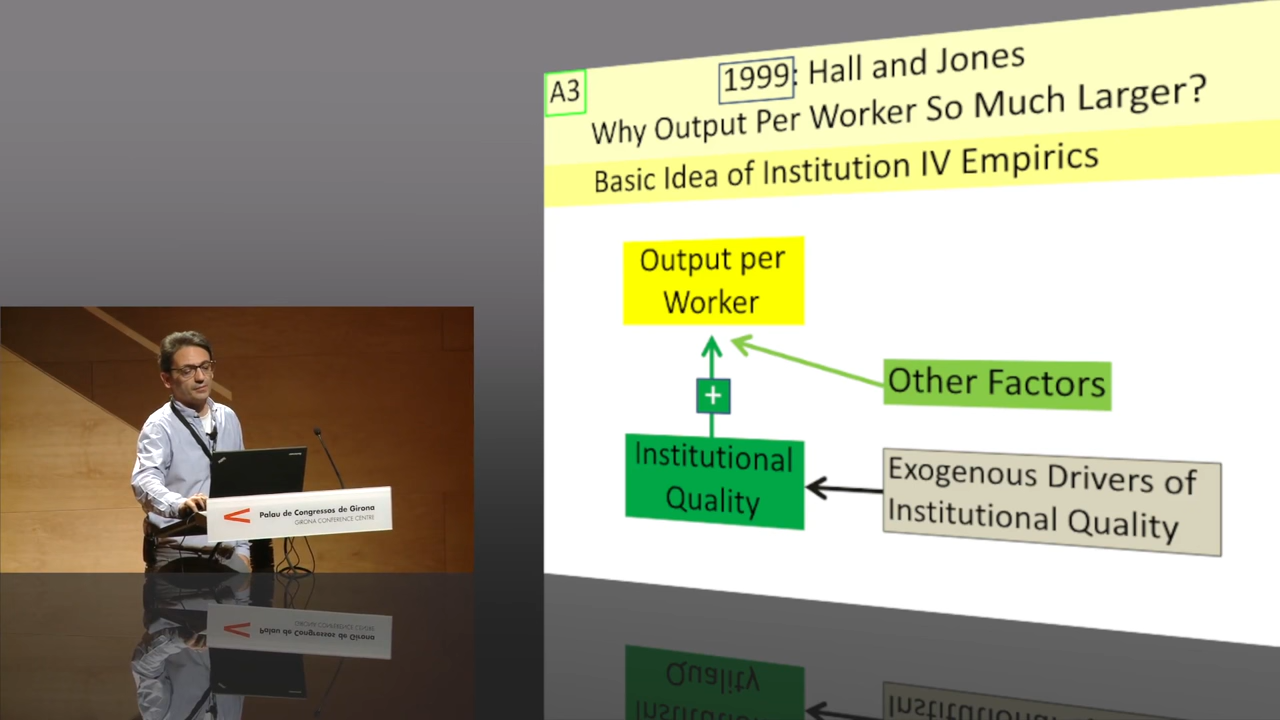 A3
1999: Hall and Jones
Why Output Per Worker So Much Larger?
Basic Idea of Institution IV Empirics
Output per
Worker
+
Other Factors
Institutional
Quality
Exogenous Drivers of
Institutional Quality
Palau de Congressos de Girona
GIRONA CONFERENCE CENTRE